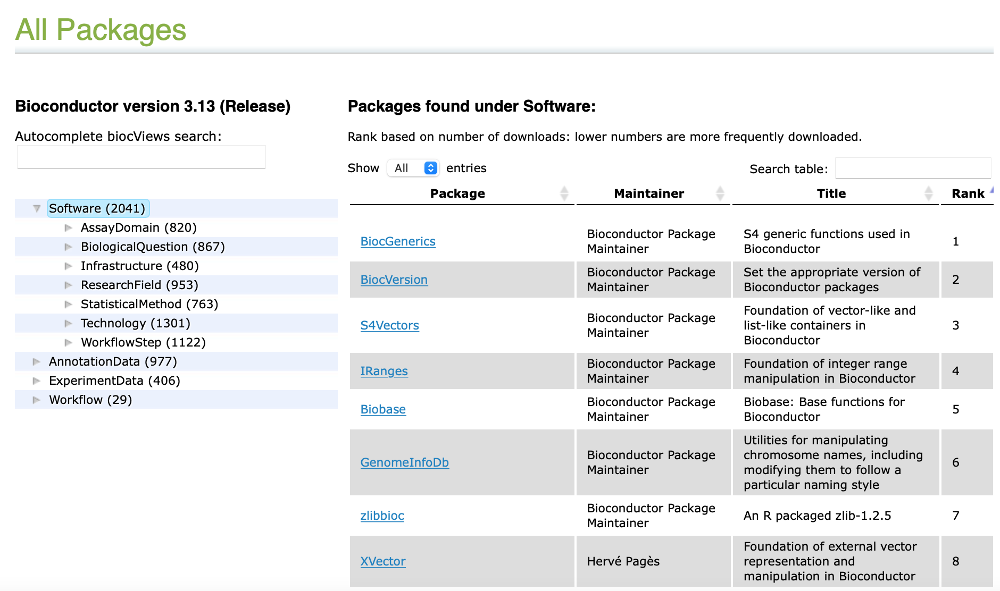 All Packages
Bioconductor version 3.13 (Release)
Autocomplete biocViews search:
Software (2041)
AssayDomain (820)
BiologicalQuestion (867)
Infrastructure (480)
ResearchField (953)
StatisticalMethod (763)
Technology (1301)
WorkflowStep (1122)
AnnotationData (977)
ExperimentData (406)
Workflow (29)
Packages found under Software:
Rank based on number of downloads: lower numbers are more frequently downloaded.
Show All entries
Search table:
Package Maintainer Title Rank
BiocGenerics
Bioconductor Package
Maintainer
S4 generic functions used in
Bioconductor
1
BiocVersion
Bioconductor Package
Maintainer
Set the appropriate version of
Bioconductor packages
2
S4Vectors
Bioconductor Package
Maintainer
Foundation of vector-like and
list-like containers in
Bioconductor
3
IRanges
Bioconductor Package
Maintainer
Foundation of integer range
manipulation in Bioconductor
4
Biobase
Bioconductor Package
Maintainer
Biobase: Base functions for
Bioconductor
5
GenomeInfoDb
Bioconductor Package
Maintainer
Utilities for manipulating
chromosome names, including
modifying them to follow a
particular naming style
6
zlibbioc
Bioconductor Package
Maintainer
An R packaged zlib-1.2.5
7
XVector
Hervé Pagès
Foundation of external vector
representation and
manipulation in Bioconductor
8